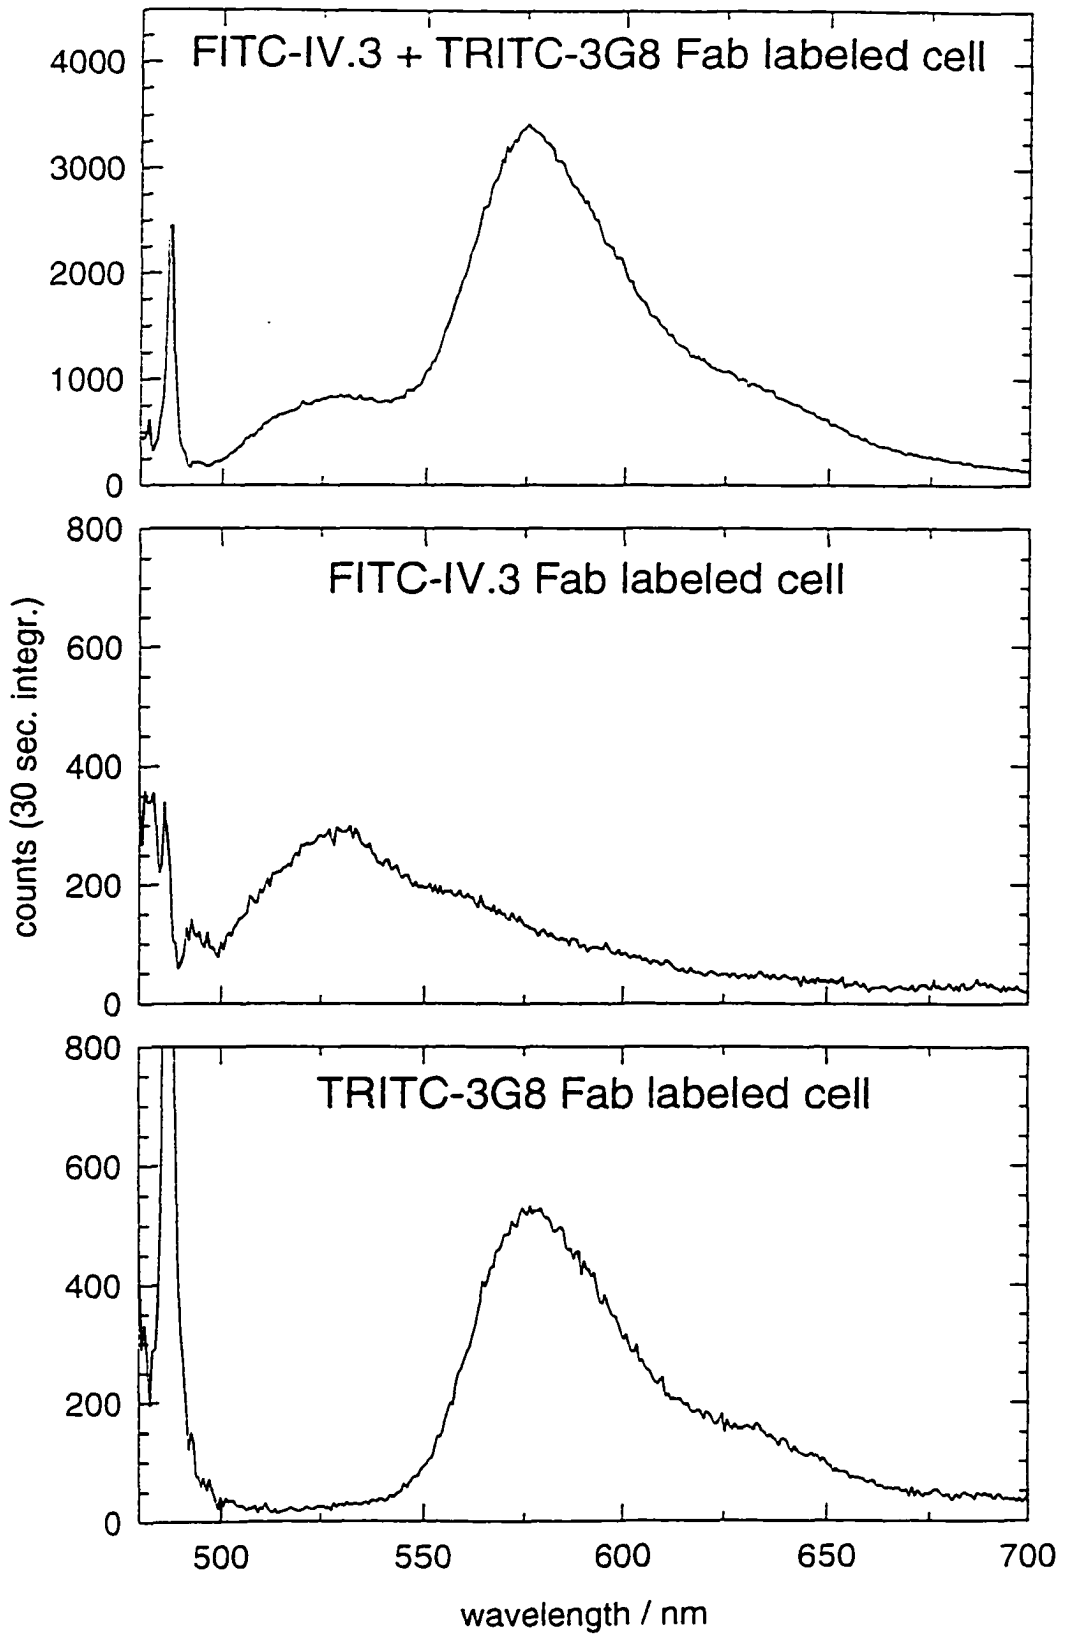 FITC-IV.3 + TRITC-3G8 Fab labeled cell
4000
3000
2000
1000
0
800
FITC-IV.3 Fab labeled cell
600
400
200
0
counts (30 sec. integr.)
800
TRITC-3G8 Fab labeled cell
600
400
200
0
500 550 600 650 700
wavelength / nm